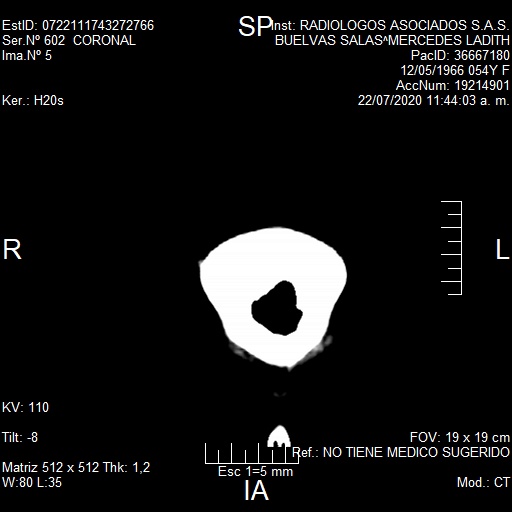 EstID: 0722111743272766
Ser.Nº 602 CORONAL
Ima.Nº 5
Ker.: H20s
SP
Inst: RADIOLOGOS ASOCIADOS S.A.S.
BUELVAS SALAS^MERCEDES LADITH
PacID: 36667180
12/05/1966 054Y F
AccNum: 19214901
22/07/2020 11:44:03 a. m.
R
L
KV: 110
Tilt: -8
Matriz 512 x 512 Thk: 1,2
W:80 L:35
Esc 1=5 mm
IA
FOV: 19 x 19 cm
Ref.: NO TIENE MEDICO SUGERIDO
Mod.: CT